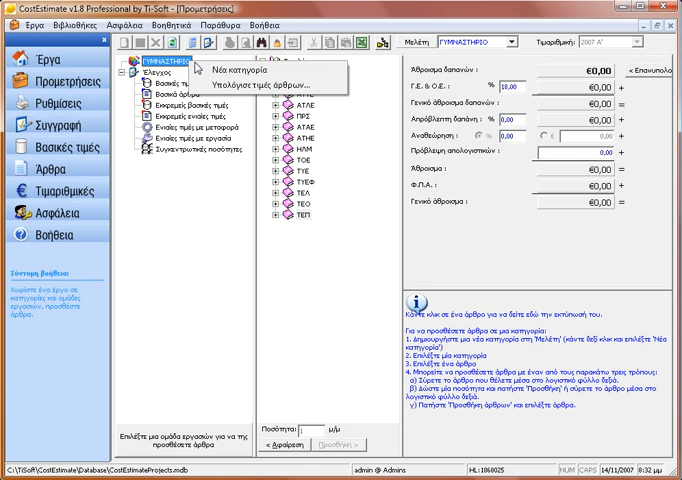 CostEstimate v1.8 Professional by Ti-Soft - [Προμετρήσεις]
Έργα Βιβλιοθήκες Ασφάλεια Βοηθητικά Παράθυρα Βοήθεια
Μελέτη ΓΥΜΝΑΣΤΗΡΙΟ Τιμαριθμική: 2007 Α'
Έργα
Προμετρήσεις
Ρυθμίσεις
Συγγραφή
Βασικές τιμές
Άρθρα
Τιμαριθμικές
Ασφάλεια
Βοήθεια
Σύντομη βοήθεια:
Χωρίστε ένα έργο σε
κατηγορίες και ομάδες
εργασιών, προσθέστε
άρθρα.
ΓΥΜΝΑΣΤΗΡΙΟ
Έλεγχος
Βασικές τι
Βασικά άρθρα
Εκκρεμείς βασικές τιμές
Εκκρεμείς ενιαίες τιμές
Ενιαίες τιμές με μεταφορά
Ενιαίες τιμές με εργασία
Συγκεντρωτικές ποσότητες
Νέα κατηγορία
Υπολόγισε τιμές άρθρων...
ΑΤΛΕ
ΠΡΣ
ΑΤΟΕ
ΑΤΗΕ
ΗΛΜ
ΤΟΕ
ΤΥΕ
ΤΥΕΦ
ΤΕΛ
ΤΕΟ
ΤΕΠ
Επιλέξτε μια ομάδα εργασιών για να της
προσθέσετε άρθρα
Ποσότητα: 1 μ/μ
< Αφαίρεση Προσθήκη >
Άθροισμα δαπανών : €0,00 < Επανυπολο
Γ.Ε. & Ο.Ε.: % 18,00 €0,00 +
Γενικό άθροισμα δαπανών : €0,00 =
Απρόβλεπτη δαπάνη : % 0,00 €0,00 +
Αναθεώρηση : % 0,00 € 0,00 +
Πρόβλεψη απολογιστικών : 0,00 +
Άθροισμα : €0,00 =
Φ.Π.Α. : €0,00 +
Γενικό άθροισμα : €0,00 =
Κάντε κλικ σε ένα άρθρο για να δείτε εδώ την εκτύπωσή του.
Για να προσθέσετε άρθρα σε μια κατηγορία:
1. Δημιουργήστε μια νέα κατηγορία στη 'Μελέτη' (κάντε δεξί κλικ και επιλέξτε 'Νέα
κατηγορία')
2. Επιλέξτε μία κατηγορία
3. Επιλέξτε ένα άρθρο
4. Μπορείτε να προσθέσετε άρθρα με έναν από τους παρακάτω τρεις τρόπους:
α) Σύρετε το άρθρο που θέλετε μέσα στο λογιστικό φύλλο δεξιά.
β) Δώστε μία ποσότητα και πατήστε 'Προσθήκη' ή σύρετε το άρθρο μέσα στο
λογιστικό φύλλο δεξιά.
γ) Πατήστε 'Προσθήκη άρθρων' και επιλέξτε άρθρα.
C:\TiSoft\CostEstimate\Database\CostEstimateProjects.mdb admin @ Admins HL:1868025 NUM CAPS 14/11/2007 8:32 μμ